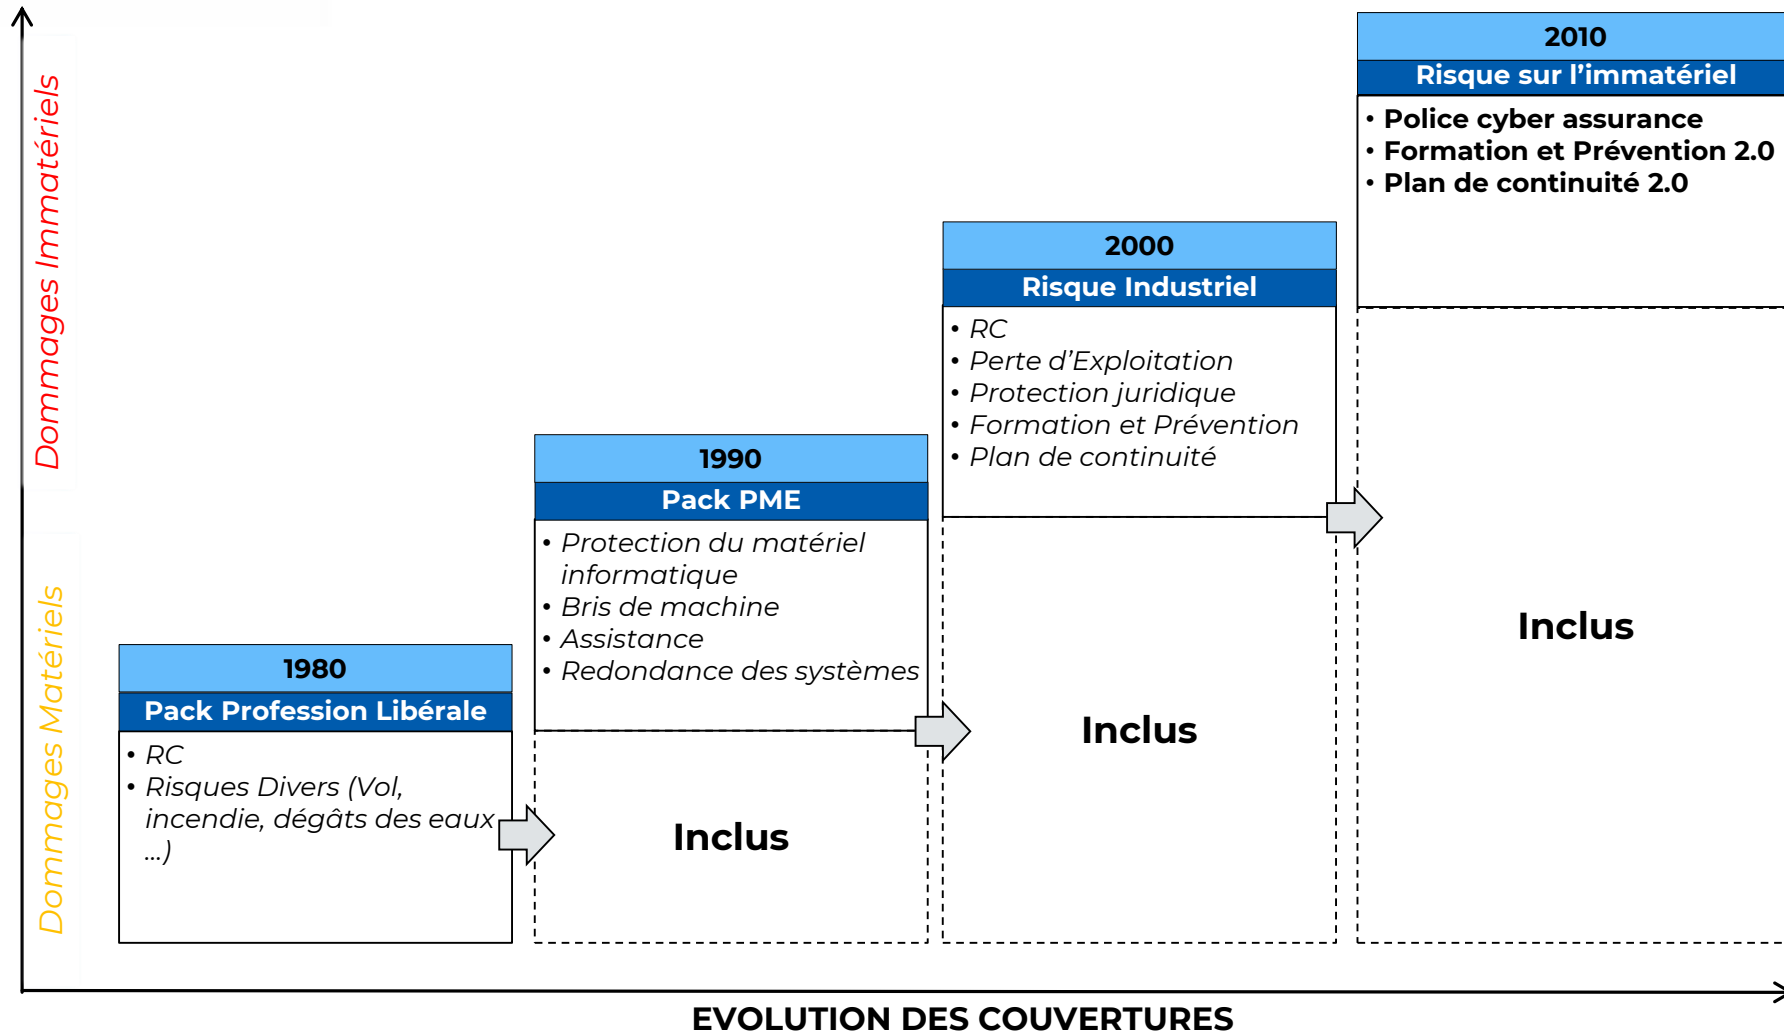 Dommages Immatériels
Dommages Matériels
1980
Pack Profession Libérale
• RC
• Risques Divers (Vol,
incendie, dégâts des eaux
…)
1990
Pack PME
• Protection du matériel
informatique
• Bris de machine
• Assistance
• Redondance des systèmes
Inclus
2000
Risque Industriel
• RC
• Perte d’Exploitation
• Protection juridique
• Formation et Prévention
• Plan de continuité
Inclus
2010
Risque sur l’immatériel
• Police cyber assurance
• Formation et Prévention 2.0
• Plan de continuité 2.0
Inclus
EVOLUTION DES COUVERTURES